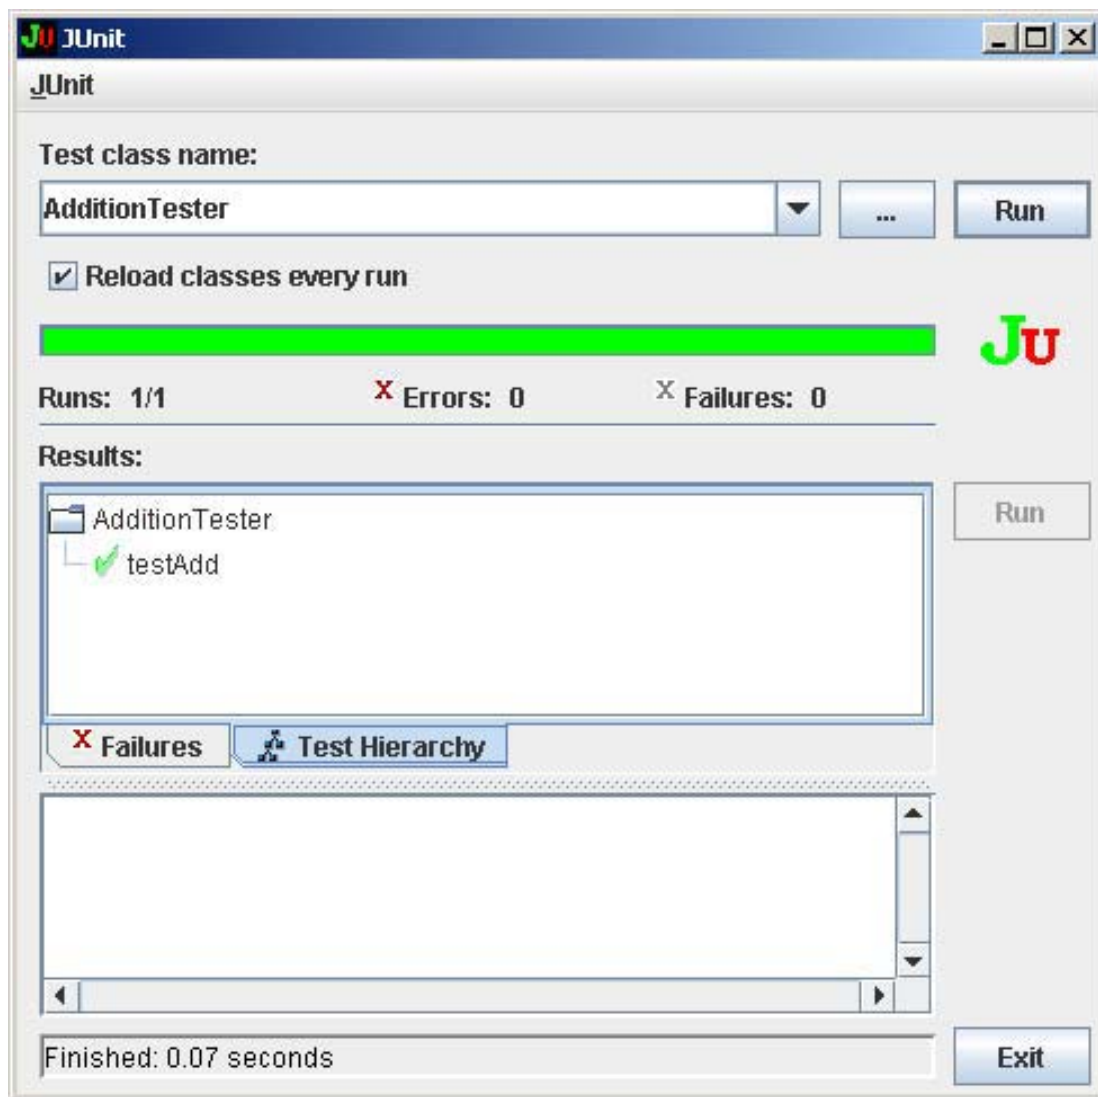 JU JUnit
JUnit
Test class name:
AdditionTester ... Run
Reload classes every run
JU
Runs: 1/1 X Errors: 0 X Failures: 0
Results:
AdditionTester Run
testAdd
X Failures Test Hierarchy
Finished: 0.07 seconds Exit